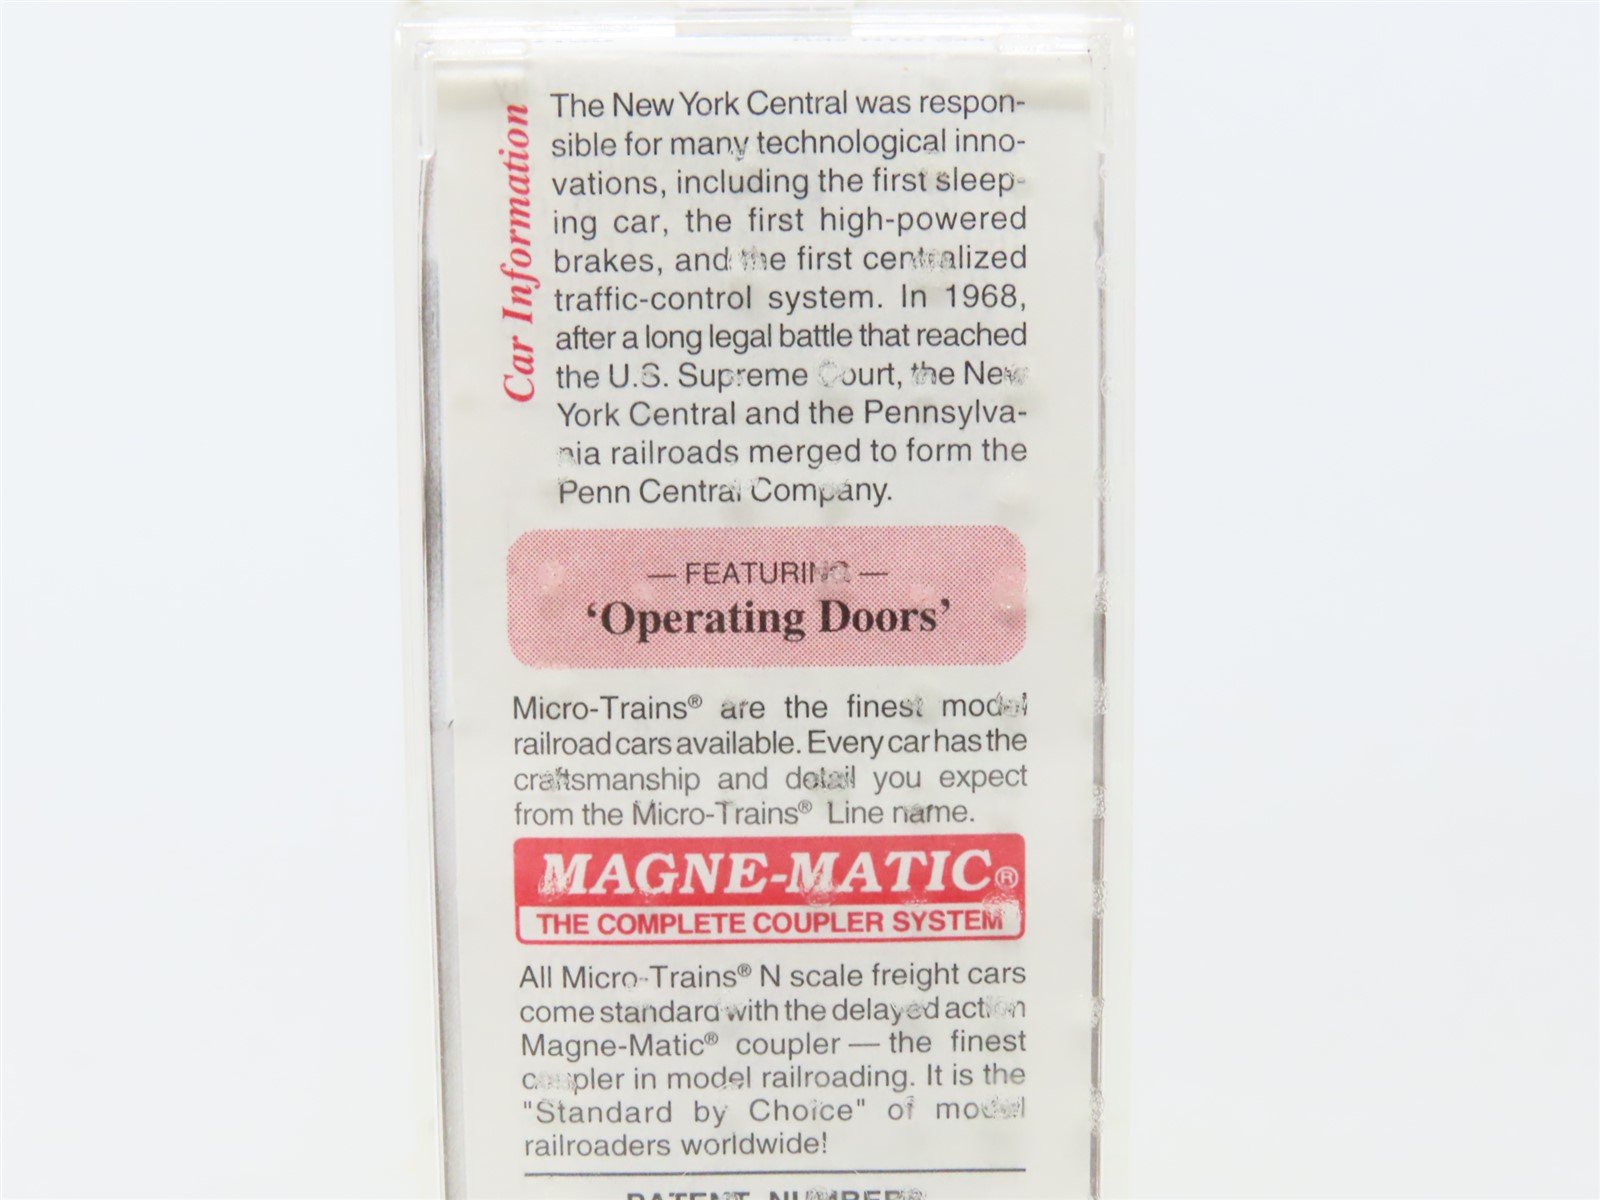 Car Information
The New York Central was respon-
sible for many technological inno-
vations, including the first sleep-
ing car, the first high-powered
brakes, and the first centralized
traffic-control system. In 1968,
after a long legal battle that reached
the U.S. Supreme Court, the New
York Central and the Pennsylva-
nia railroads merged to form the
Penn Central Company.
— FEATURING —
‘Operating Doors’
Micro-Trains® are the finest model
railroad cars available. Every car has the
craftsmanship and detail you expect
from the Micro-Trains® Line name.
MAGNE-MATIC®
THE COMPLETE COUPLER SYSTEM
All Micro-Trains® N scale freight cars
come standard with the delayed action
Magne-Matic® coupler — the finest
coupler in model railroading. It is the
"Standard by Choice" of model
railroaders worldwide!
PATENT NUMBERS